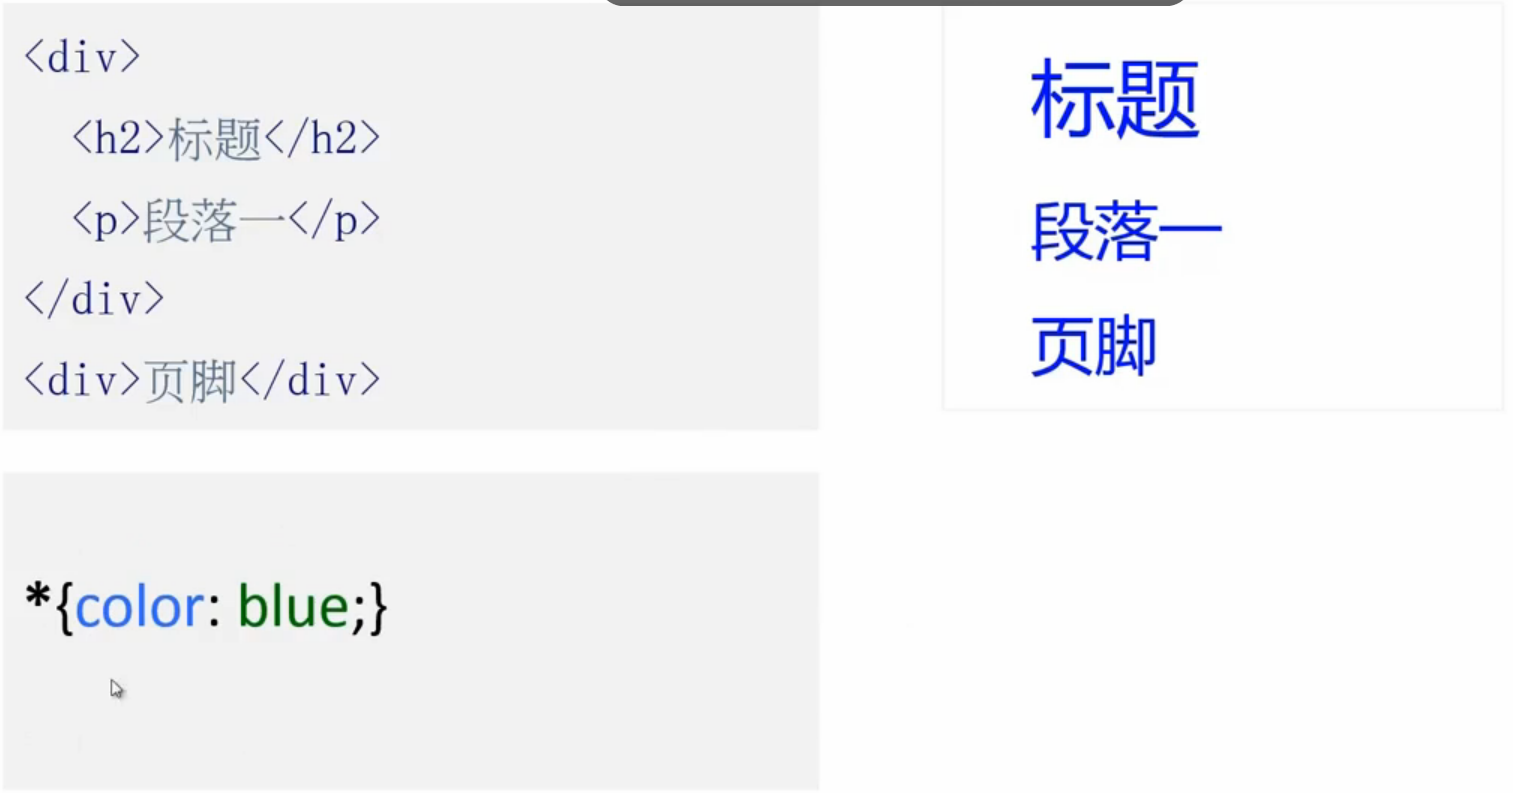 <div>
<h2>标题</h2>
<p>段落一</p>
</div>
<div>页脚</div>
*{color: blue;}
标题
段落一
页脚